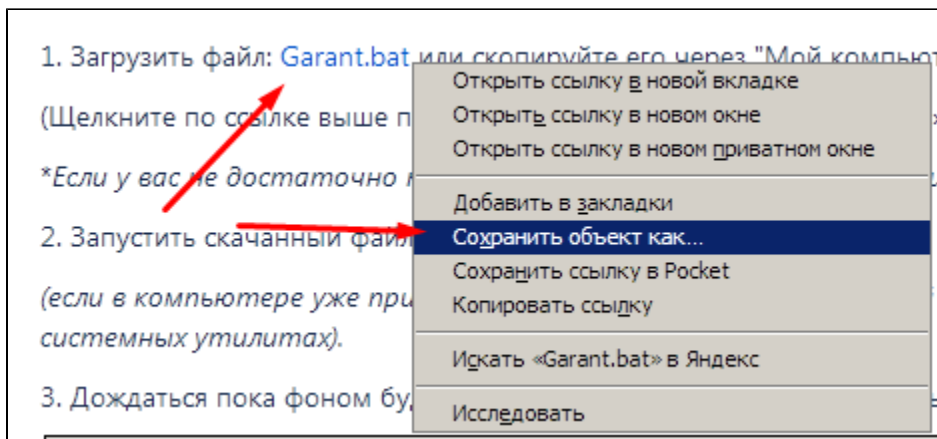 1. Загрузить файл: Garant.bat или скопируйте его через "Мой компьют
Открыть ссылку в новой вкладке
(Щелкните по ссылке выше п
Открыть ссылку в новом окне
Открыть ссылку в новом приватном окне
*Если у вас не достаточно
Добавить в закладки
2. Запустить скачанный файл
Сохранить объект как...
Сохранить ссылку в Pocket
(если в компьютере уже при
Копировать ссылку
системных утилитах).
Искать «Garant.bat» в Яндекс
3. Дождаться пока фоном бу
Исследовать